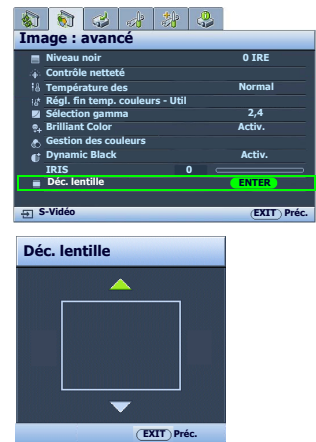 Image : avancé
Niveau noir 0 IRE
Contrôle netteté
Température des Normal
Régl. fin temp. couleurs - Util
Sélection gamma 2,4
Brilliant Color Activ.
Gestion des couleurs
Dynamic Black Activ.
IRIS 0
Déc. lentille ENTER
S-Vidéo EXIT Préc.
Déc. lentille
EXIT Préc.